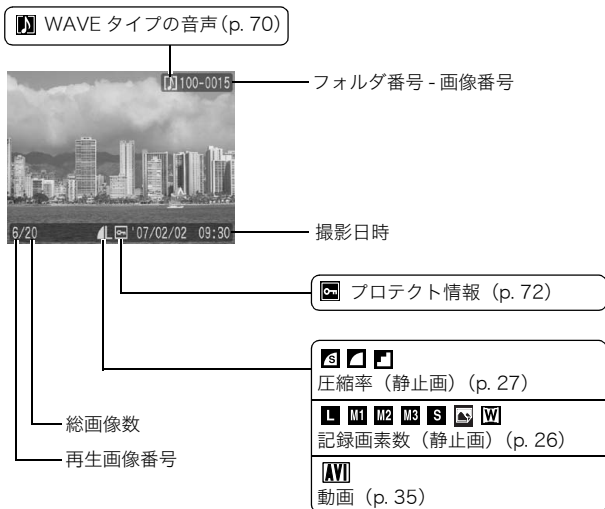 WAVE タイプの音声(p. 70)
100-0015
フォルダ番号 - 画像番号
6/20 L '07/02/02 09:30
撮影日時
プロテクト情報（p. 72）
S
圧縮率（静止画）(p. 27)
L M1 M2 M3 S W
記録画素数（静止画）(p. 26)
総画像数
再生画像番号
AVI
動画（p. 35）